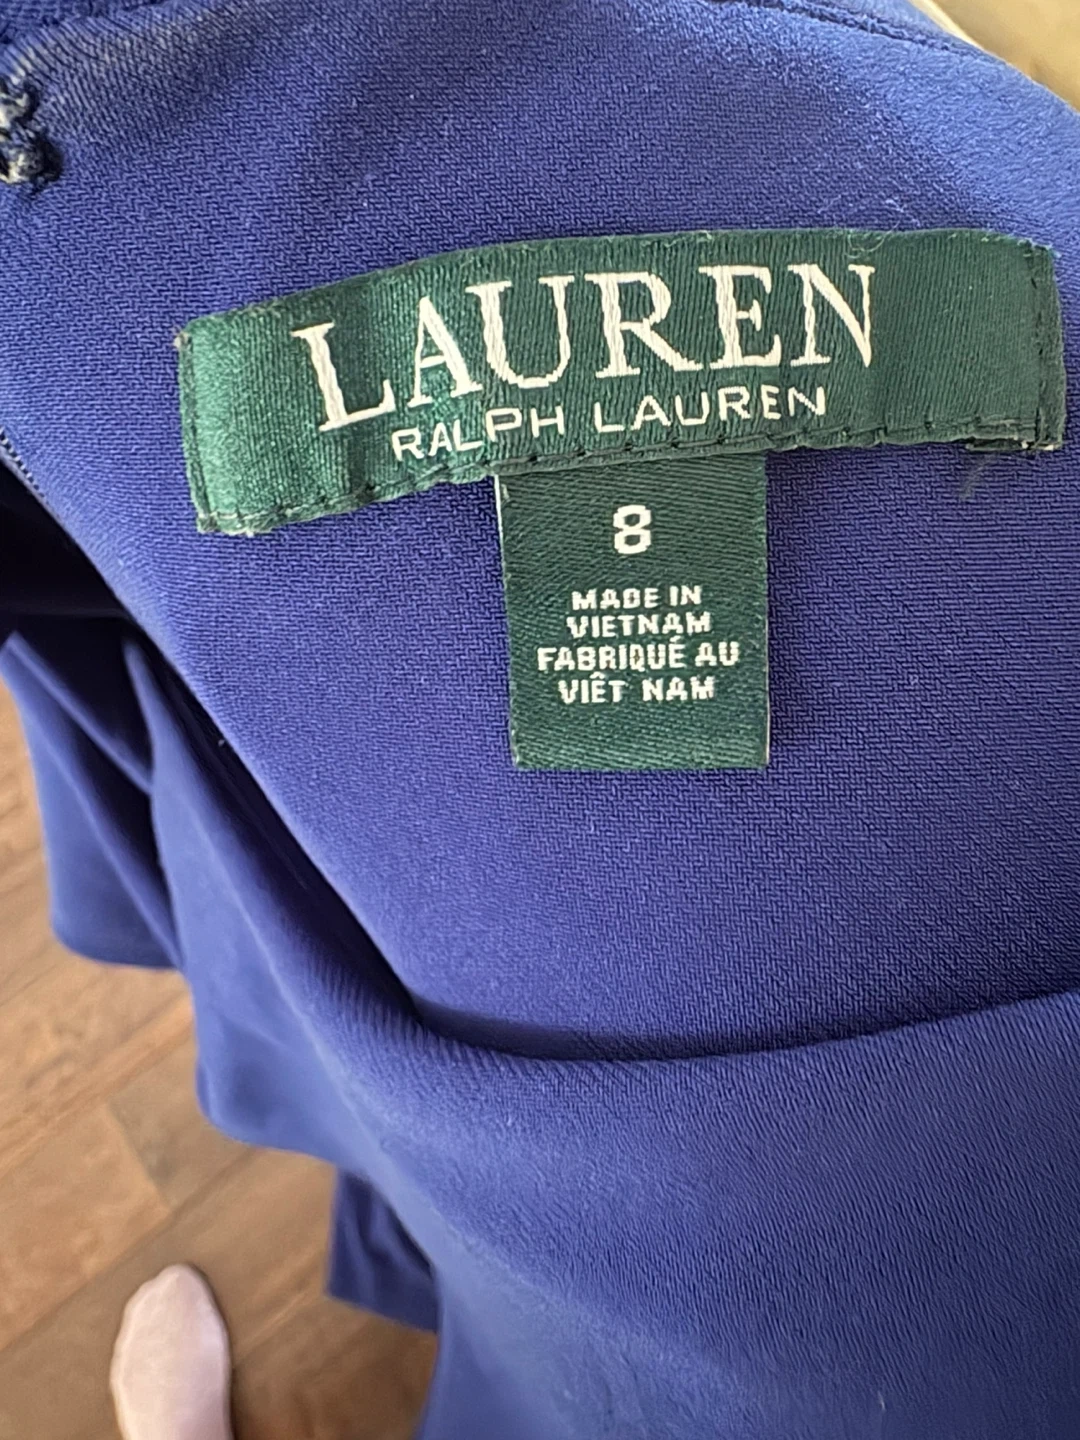 LAUREN
RALPH LAUREN
8
MADE IN
VIETNAM
FABRIQUÉ AU
VIÊT NAM